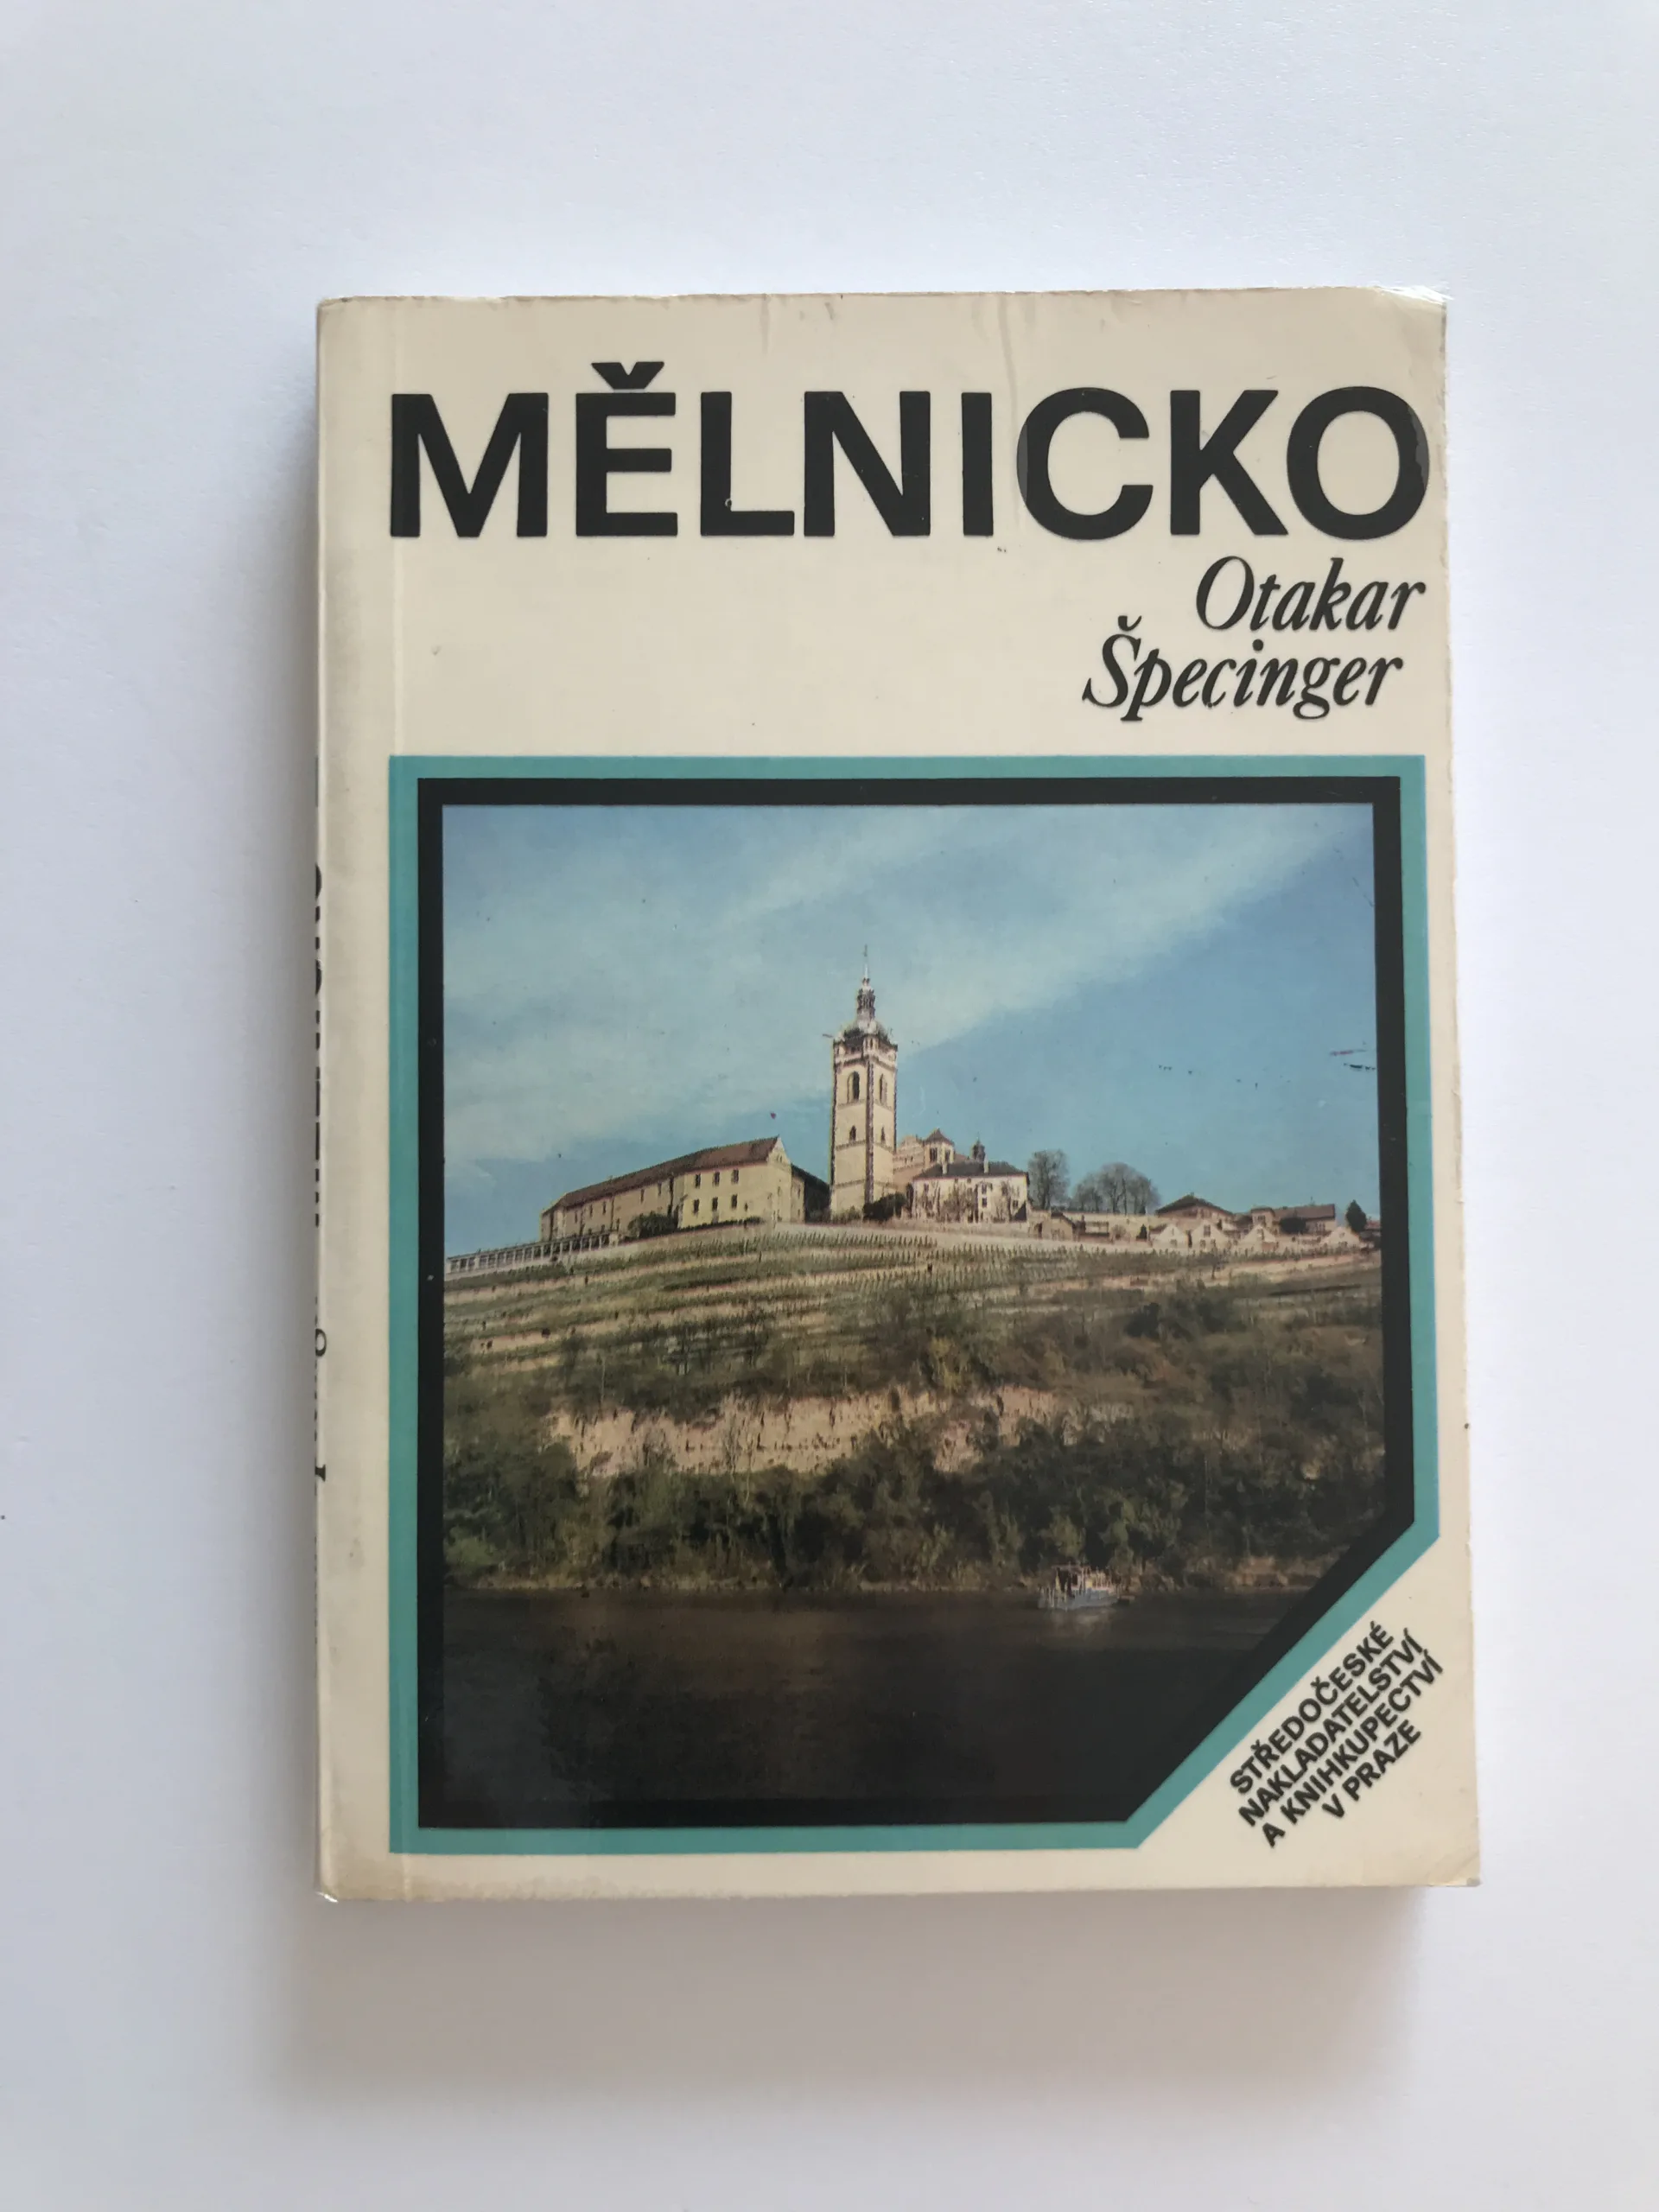 MĚLNICKO
Otakar
Špecinger
STŘEDOČESKÉ
NAKLADATELSTVÍ
A KNIHKUPECTVÍ
V PRAZE